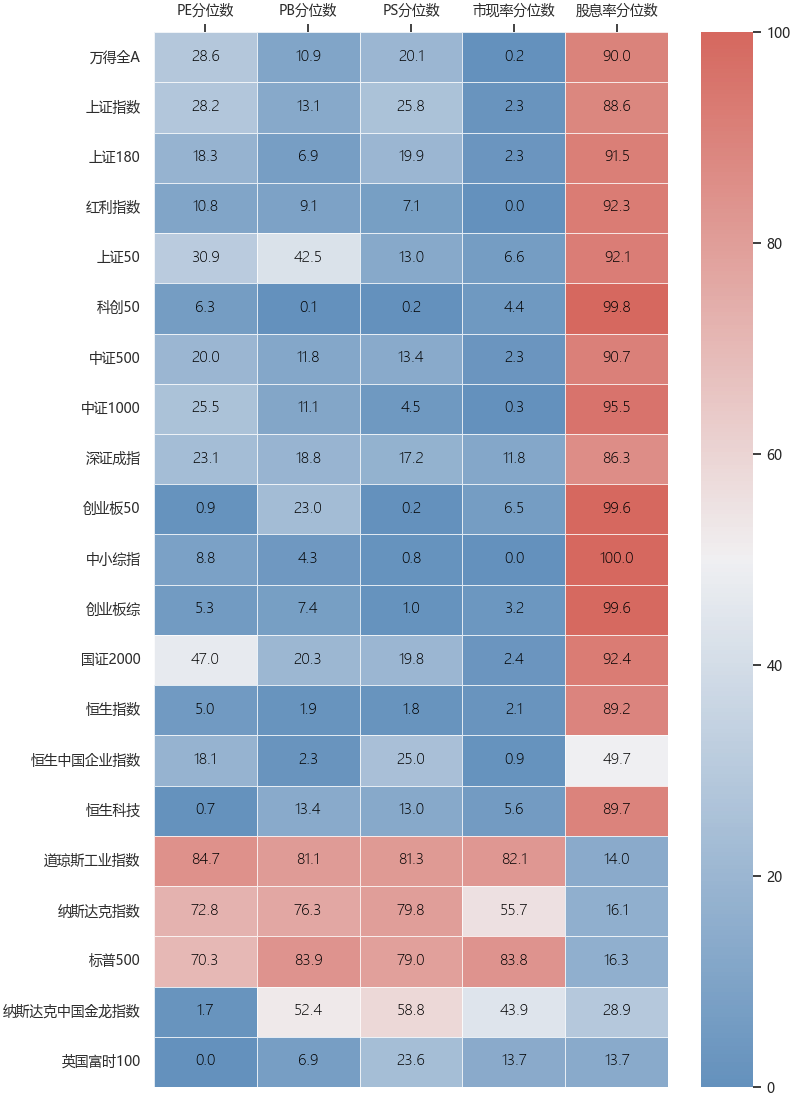 PE分位数 PB分位数 PS分位数 市现率分位数 股息率分位数
万得全A 28.6 10.9 20.1 0.2 90.0
上证指数 28.2 13.1 25.8 2.3 88.6
上证180 18.3 6.9 19.9 2.3 91.5
红利指数 10.8 9.1 7.1 0.0 92.3
上证50 30.9 42.5 13.0 6.6 92.1
科创50 6.3 0.1 0.2 4.4 99.8
中证500 20.0 11.8 13.4 2.3 90.7
中证1000 25.5 11.1 4.5 0.3 95.5
深证成指 23.1 18.8 17.2 11.8 86.3
创业板50 0.9 23.0 0.2 6.5 99.6
中小综指 8.8 4.3 0.8 0.0 100.0
创业板综 5.3 7.4 1.0 3.2 99.6
国证2000 47.0 20.3 19.8 2.4 92.4
恒生指数 5.0 1.9 1.8 2.1 89.2
恒生中国企业指数 18.1 2.3 25.0 0.9 49.7
恒生科技 0.7 13.4 13.0 5.6 89.7
道琼斯工业指数 84.7 81.1 81.3 82.1 14.0
纳斯达克指数 72.8 76.3 79.8 55.7 16.1
标普500 70.3 83.9 79.0 83.8 16.3
纳斯达克中国金龙指数 1.7 52.4 58.8 43.9 28.9
英国富时100 0.0 6.9 23.6 13.7 13.7
100
80
60
40
20
0